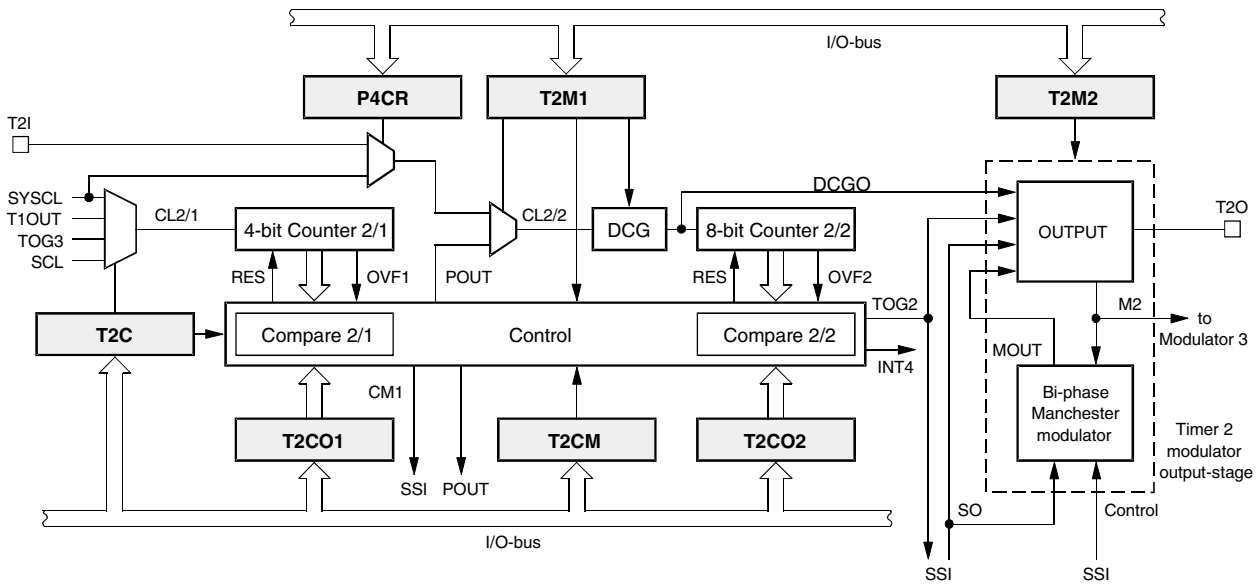 I/O-bus
P4CR
T2M1
T2M2
T2I
SYSCL
T1OUT
TOG3
SCL
CL2/1
4-bit Counter 2/1
CL2/2
DCG
8-bit Counter 2/2
DCGO
OUTPUT
T2O
RES
OVF1
POUT
RES
OVF2
TOG2
M2
to
Modulator 3
T2C
Compare 2/1
Control
Compare 2/2
INT4
MOUT
CM1
Bi-phase
Manchester
modulator
T2CO1
T2CM
T2CO2
Timer 2
modulator
output-stage
SSI
POUT
SO
Control
I/O-bus
SSI
SSI